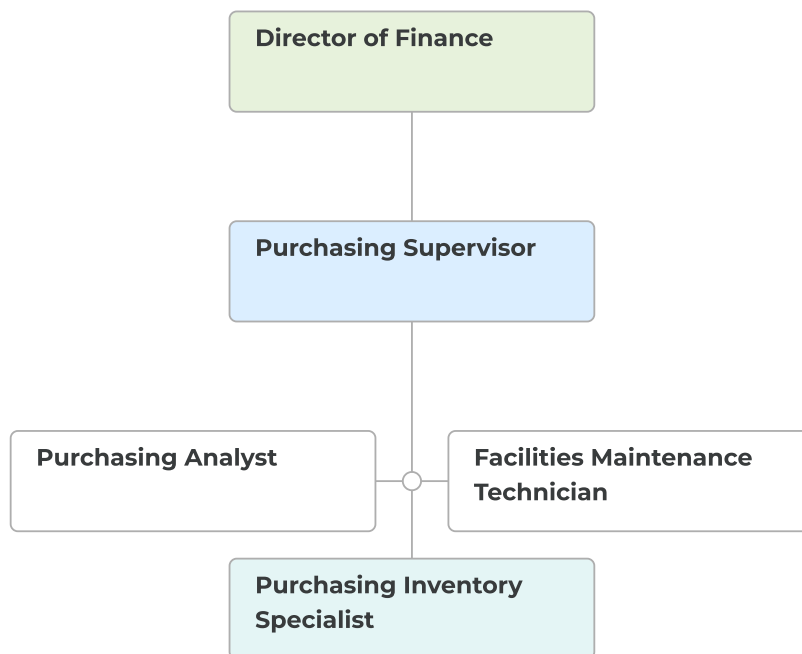 Director of Finance
Purchasing Supervisor
Purchasing Analyst
Facilities Maintenance
Technician
Purchasing Inventory
Specialist